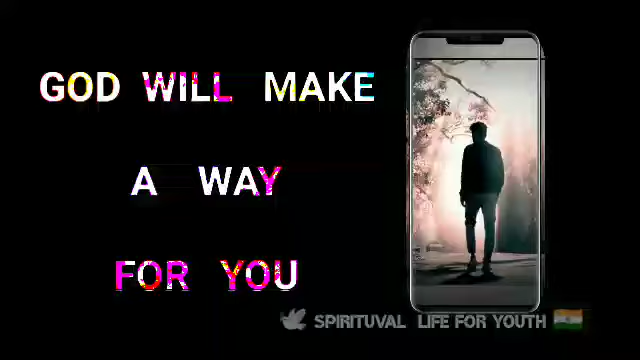 GOD WILL MAKE
A WAY
FOR YOU
SPIRITUVAL LIFE FOR YOUTH